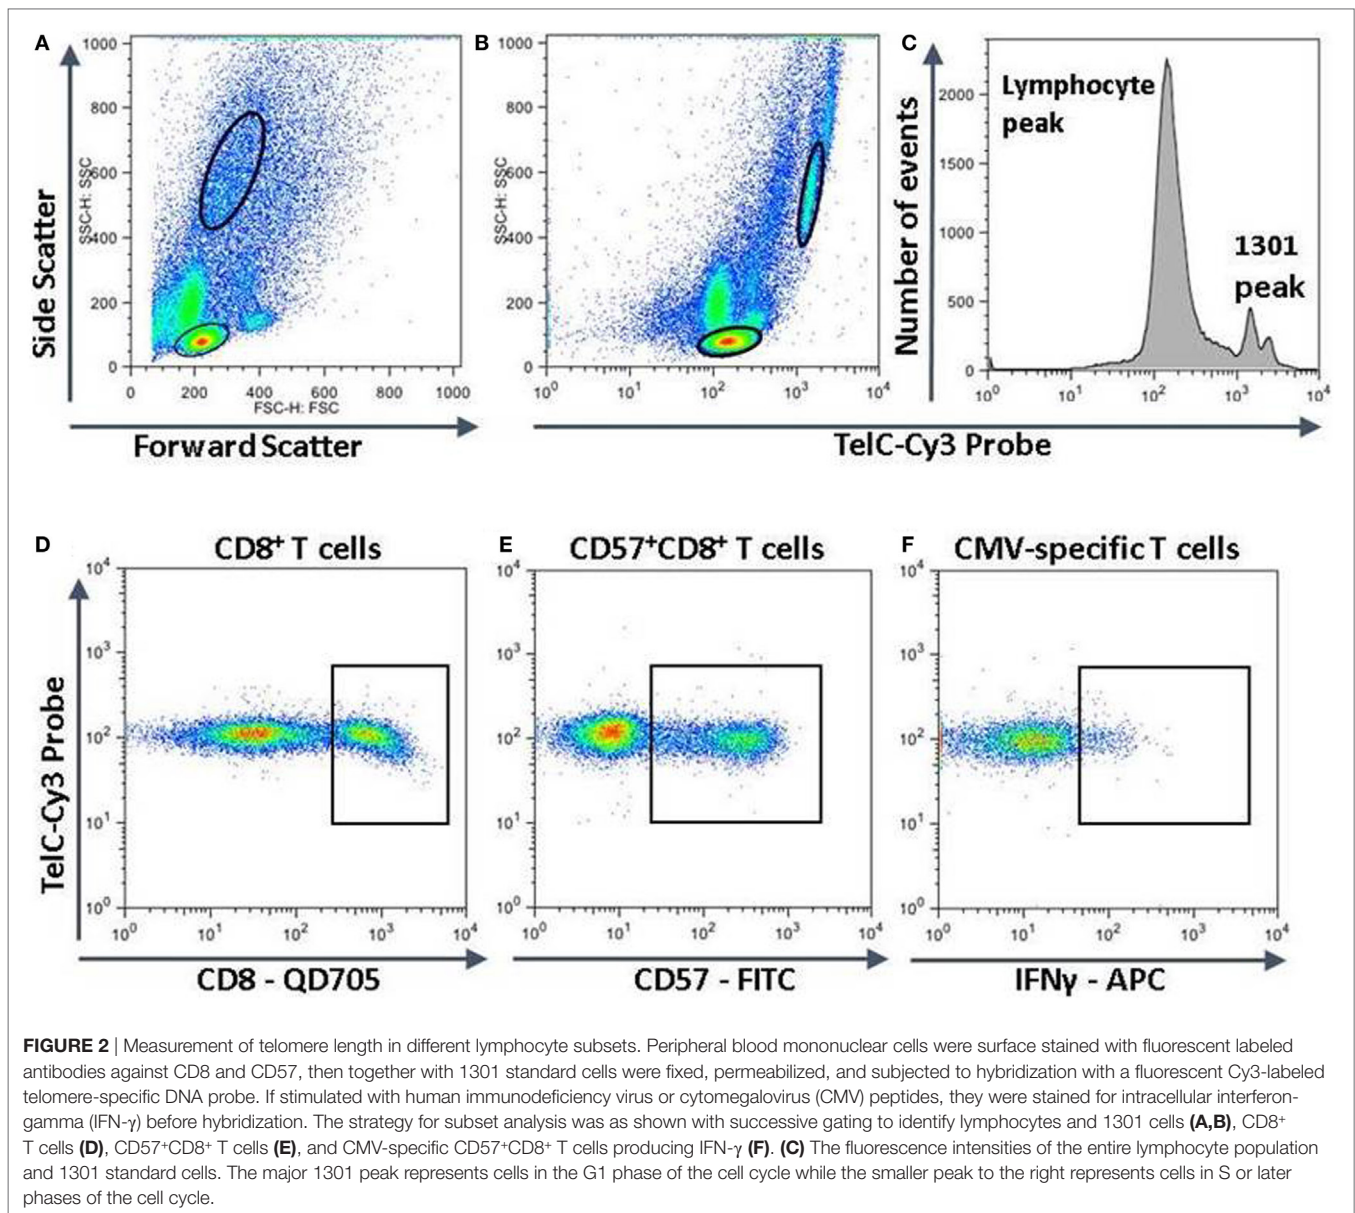 A
B
C
1000
800
600
400
200
0
SSC-H: SSC
Side Scatter
0 200 400 600 800 1000
FSC-H: FSC
Forward Scatter
1000
800
600
400
200
0
SSC-H: SSC
10⁰ 10¹ 10² 10³ 10⁴
2000
1500
1000
500
0
Number of events
Lymphocyte
peak
1301
peak
10⁰ 10¹ 10² 10³ 10⁴
TelC-Cy3 Probe
D
CD8⁺ T cells
10⁴
10³
10²
10¹
10⁰
TelC-Cy3 Probe
10⁰ 10¹ 10² 10³ 10⁴
CD8 - QD705
E
CD57⁺CD8⁺ T cells
10⁴
10³
10²
10¹
10⁰
10⁰ 10¹ 10² 10³ 10⁴
CD57 - FITC
F
CMV-specific T cells
10⁴
10³
10²
10¹
10⁰
10⁰ 10¹ 10² 10³ 10⁴
IFNγ - APC
FIGURE 2 | Measurement of telomere length in different lymphocyte subsets. Peripheral blood mononuclear cells were surface stained with fluorescent labeled
antibodies against CD8 and CD57, then together with 1301 standard cells were fixed, permeabilized, and subjected to hybridization with a fluorescent Cy3-labeled
telomere-specific DNA probe. If stimulated with human immunodeficiency virus or cytomegalovirus (CMV) peptides, they were stained for intracellular interferon-
gamma (IFN-γ) before hybridization. The strategy for subset analysis was as shown with successive gating to identify lymphocytes and 1301 cells (A,B), CD8⁺
T cells (D), CD57⁺CD8⁺ T cells (E), and CMV-specific CD57⁺CD8⁺ T cells producing IFN-γ (F). (C) The fluorescence intensities of the entire lymphocyte population
and 1301 standard cells. The major 1301 peak represents cells in the G1 phase of the cell cycle while the smaller peak to the right represents cells in S or later
phases of the cell cycle.